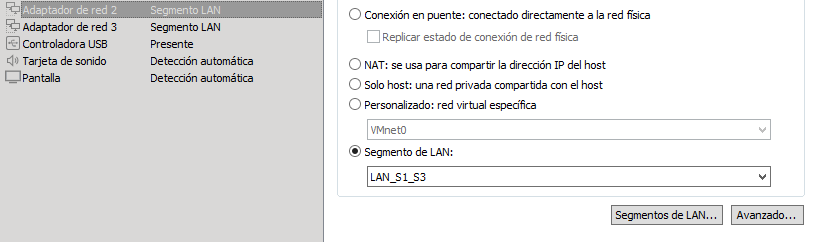 Adaptador de red 2 Segmento LAN
Adaptador de red 3 Segmento LAN
Controladora USB Presente
Tarjeta de sonido Detección automática
Pantalla Detección automática
Conexión en puente: conectado directamente a la red física
Replicar estado de conexión de red física
NAT: se usa para compartir la dirección IP del host
Solo host: una red privada compartida con el host
Personalizado: red virtual específica
VMnet0
Segmento de LAN:
LAN_S1_S3
Segmentos de LAN... Avanzado...